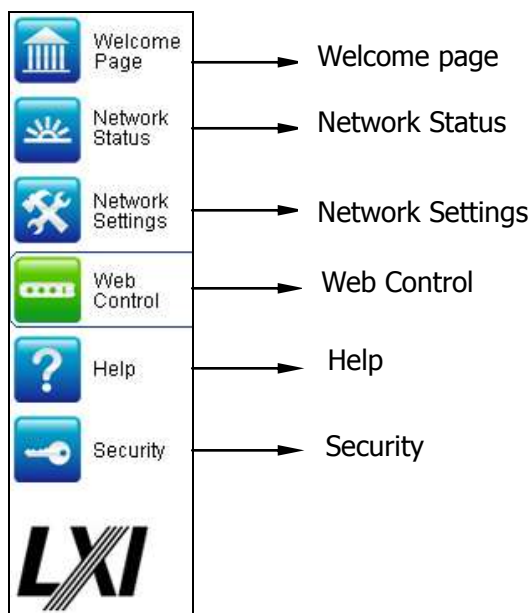 Welcome
Page
Welcome page
Network
Status
Network Status
Network
Settings
Network Settings
Web
Control
Web Control
Help
Help
Security
Security
LXI